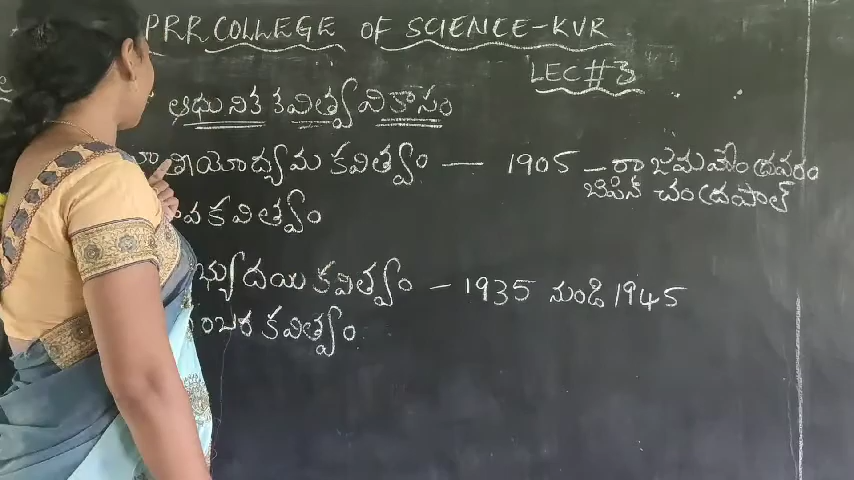 PRR COLLEGE OF SCIENCE-KVR
LEC#3
ఆధునిక కవిత్వ వికాసం
జాతియోద్యమ కవిత్వం — 1905 – రాజమహేంద్రవరం
బిపిన్ చంద్రపాల్
భావ కవిత్వం
భ్యుదయ కవిత్వం – 1935 నుండి 1945
ంబర కవిత్వం